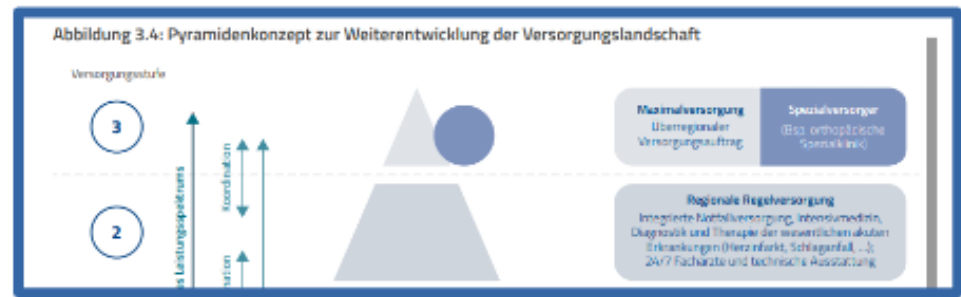 Abbildung 3.4: Pyramidenkonzept zur Weiterentwicklung der Versorgungslandschaft
Versorgungsstufe
3
Koordination
Maximalversorgung
Überregionaler
Versorgungsauftrag
Spezialversorger
(Bsp. orthopädische
Spezialklinik)
2
s Leistungsspektrums
nation
Regionale Regelversorgung
Integrierte Notfallversorgung, Intensivmedizin,
Diagnostik und Therapie der wesentlichen akuten
Erkrankungen (Herzinfarkt, Schlaganfall, ...);
24/7 Fachärzte und technische Ausstattung